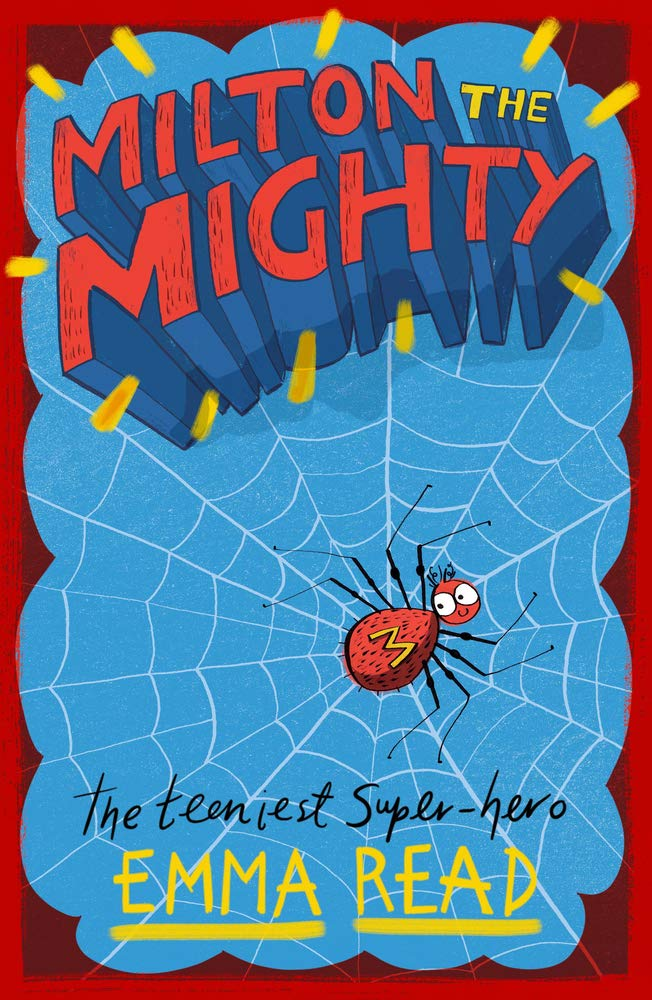 MILTON THE
MIGHTY
M
The teeniest Super-hero
EMMA READ